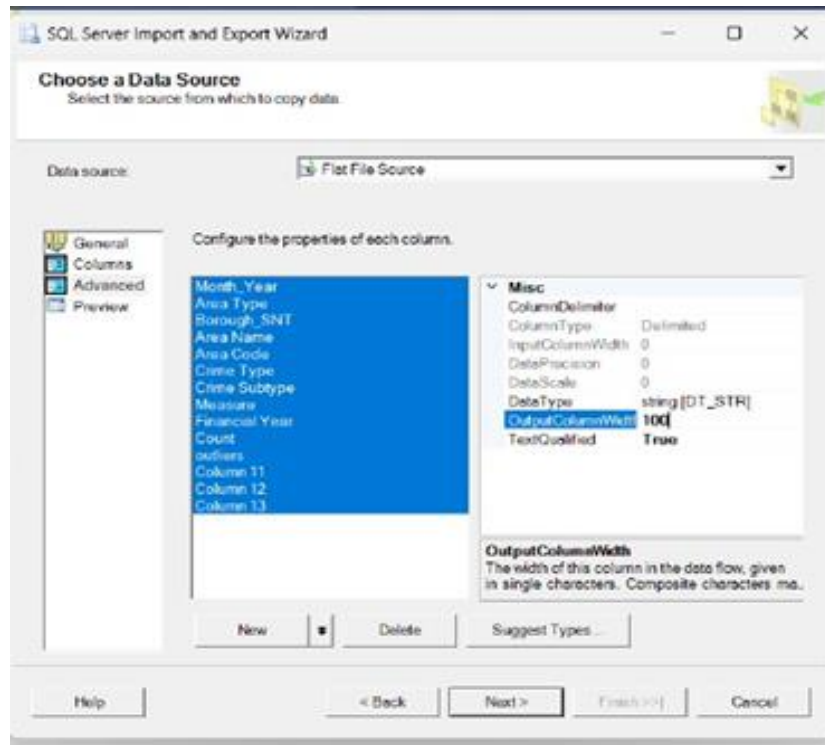 SQL Server Import and Export Wizard
Choose a Data Source
Select the source from which to copy data.
Data source:
Flat File Source
General
Columns
Advanced
Preview
Configure the properties of each column.
Month_Year
Area Type
Borough_SNT
Area Name
Area Code
Crime Type
Crime Subtype
Measure
Financial Year
Count
outliers
Column 11
Column 12
Column 13
Misc
ColumnDelimiter
ColumnType Delimited
InputColumnWidth 0
DataPrecision 0
DataScale 0
DataType string [DT_STR]
OutputColumnWidth 100
TextQualified True
OutputColumnWidth
The width of this column in the data flow, given
in single characters. Composite characters ma..
New
Delete
Suggest Types ...
Help
< Back
Next >
Finish >>|
Cancel